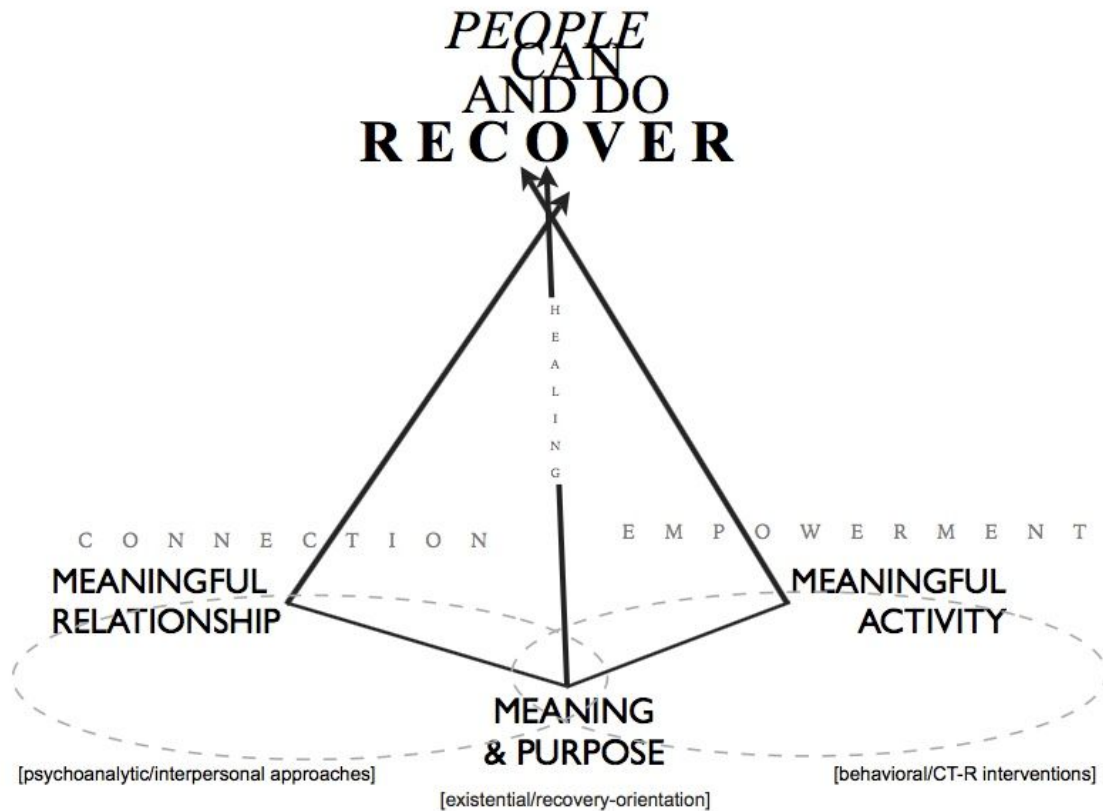 PEOPLE
CAN
AND DO
RECOVER
HEALING
CONNECTION
EMPOWERMENT
MEANINGFUL
RELATIONSHIP
MEANINGFUL
ACTIVITY
MEANING
& PURPOSE
[psychoanalytic/interpersonal approaches]
[behavioral/CT-R interventions]
[existential/recovery-orientation]